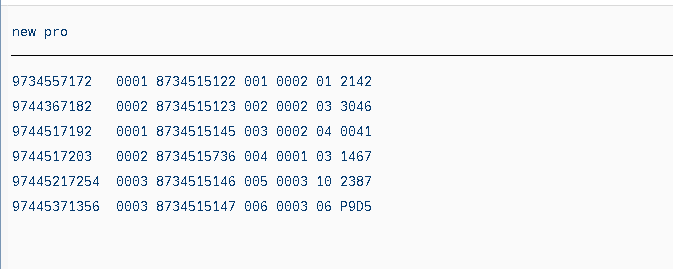 new pro
9734557172   0001 8734515122 001 0002 01 2142
9744367182   0002 8734515123 002 0002 03 3046
9744517192   0001 8734515145 003 0002 04 0041
9744517203   0002 8734515736 004 0001 03 1467
97445217254  0003 8734515146 005 0003 10 2387
97445371356  0003 8734515147 006 0003 06 P9D5